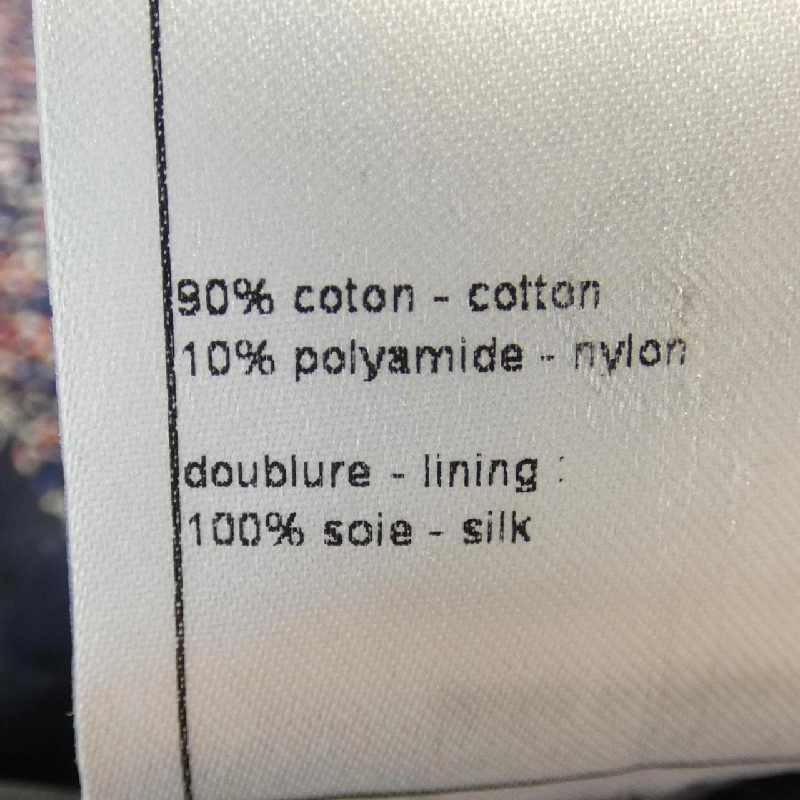 90% coton - cotton
10% polyamide - nylon
doublure - lining :
100% soie - silk